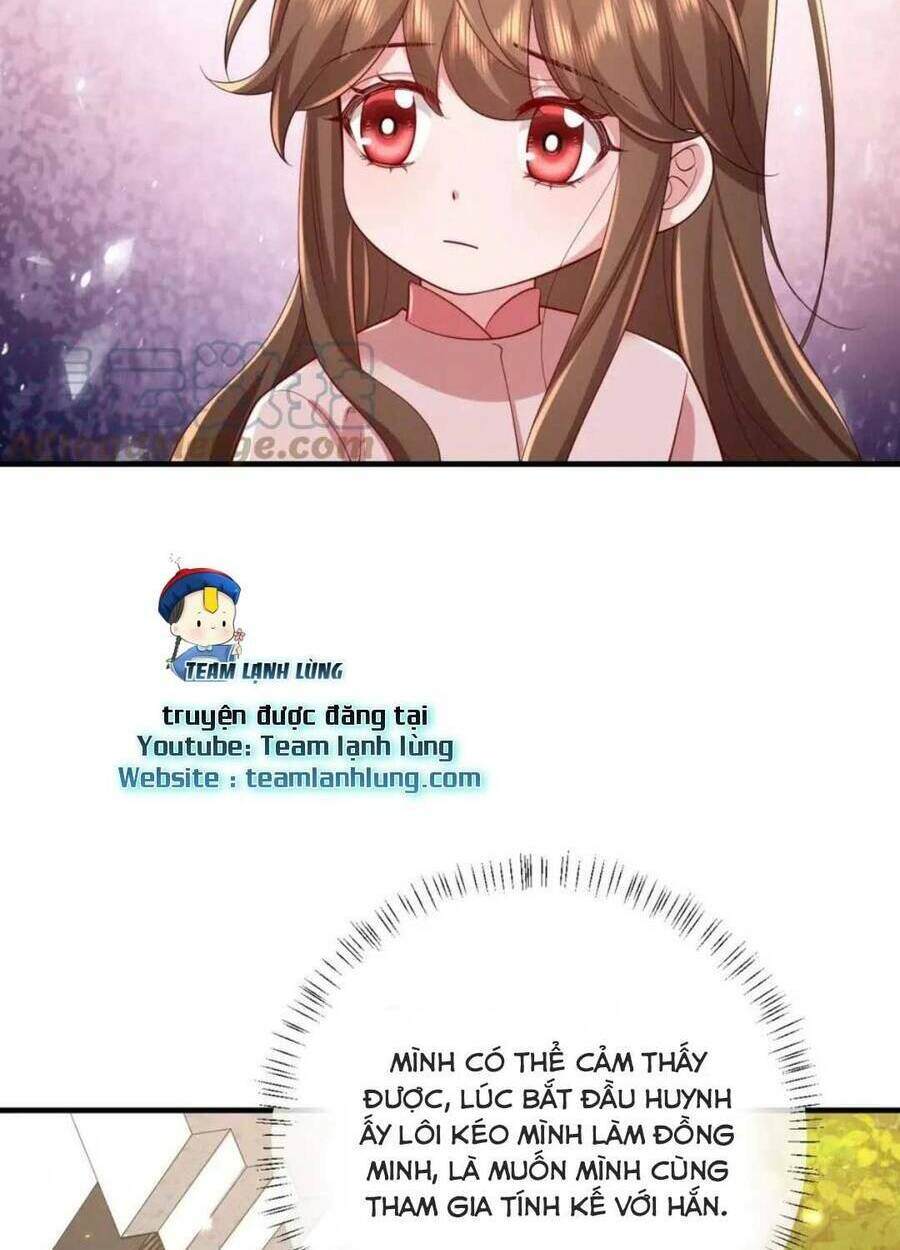 TEAM LẠNH LÙNG
truyện được đăng tại
Youtube: Team lạnh lùng
Website : teamlanhlung.com
MÌNH CÓ THỂ CẢM THẤY
ĐƯỢC, LÚC BẮT ĐẦU HUYNH
ẤY LÔI KÉO MÌNH LÀM ĐỒNG
MINH, LÀ MUỐN MÌNH CÙNG
THAM GIA TÍNH KẾ VỚI HẮN.